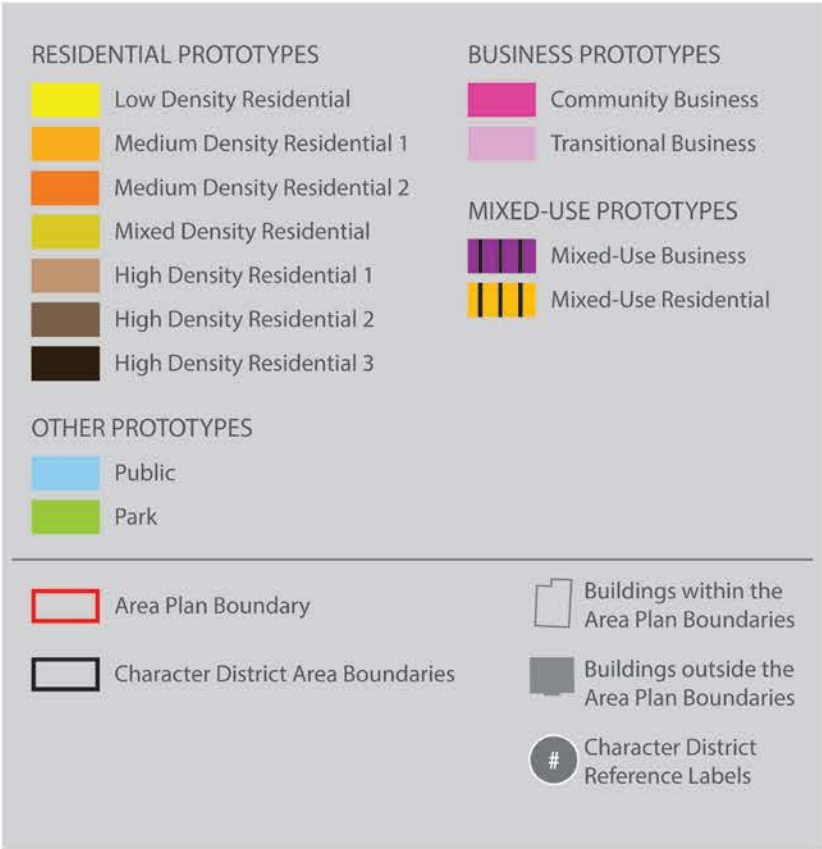 RESIDENTIAL PROTOTYPES
Low Density Residential
Medium Density Residential 1
Medium Density Residential 2
Mixed Density Residential
High Density Residential 1
High Density Residential 2
High Density Residential 3
OTHER PROTOTYPES
Public
Park
BUSINESS PROTOTYPES
Community Business
Transitional Business
MIXED-USE PROTOTYPES
Mixed-Use Business
Mixed-Use Residential
Area Plan Boundary
Character District Area Boundaries
Buildings within the
Area Plan Boundaries
Buildings outside the
Area Plan Boundaries
#
Character District
Reference Labels